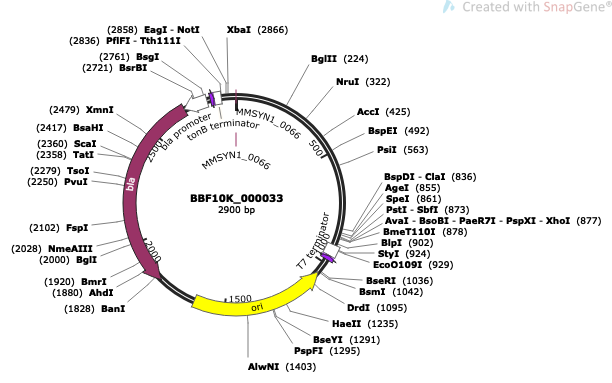 Created with SnapGene®
(2858) EagI - NotI
XbaI (2866)
(2836) PflFI - Tth111I
(2761) BsgI
(2721) BsrBI
BglII (224)
NruI (322)
(2479) XmnI
AccI (425)
(2417) BsaHI
BspEI (492)
(2360) ScaI
PsiI (563)
(2358) TatI
(2279) TsoI
(2250) PvuI
BspDI - ClaI (836)
AgeI (855)
SpeI (861)
PstI - SbfI (873)
AvaI - BsoBI - PaeR7I - PspXI - XhoI (877)
BmeT110I (878)
BlpI (902)
StyI (924)
EcoO109I (929)
(2102) FspI
(2028) NmeAIII
(2000) BglI
(1920) BmrI
(1880) AhdI
(1828) BanI
BseRI (1036)
BsmI (1042)
DrdI (1095)
HaeII (1235)
BseYI (1291)
PspFI (1295)
AlwNI (1403)
bla promoter
tonB terminator
MMSYN1_0066
MMSYN1_0066
500
2500
bla
BBF10K_000033
2900 bp
T7 terminator
2000
1500
ori